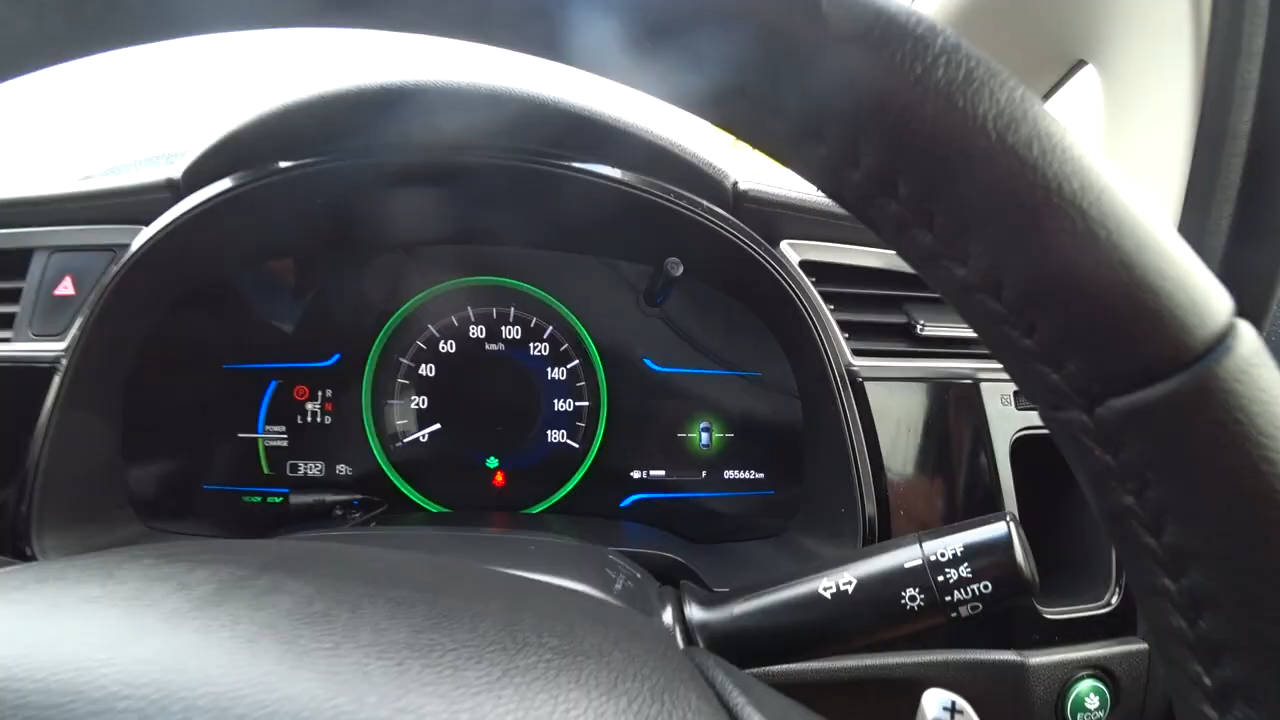 80
100
km/h
60
120
40
140
20
160
0
180
P
R
N
L
D
POWER
CHARGE
3:02
19℃
READY EV
E
F
055662km
OFF
AUTO
ECON
+